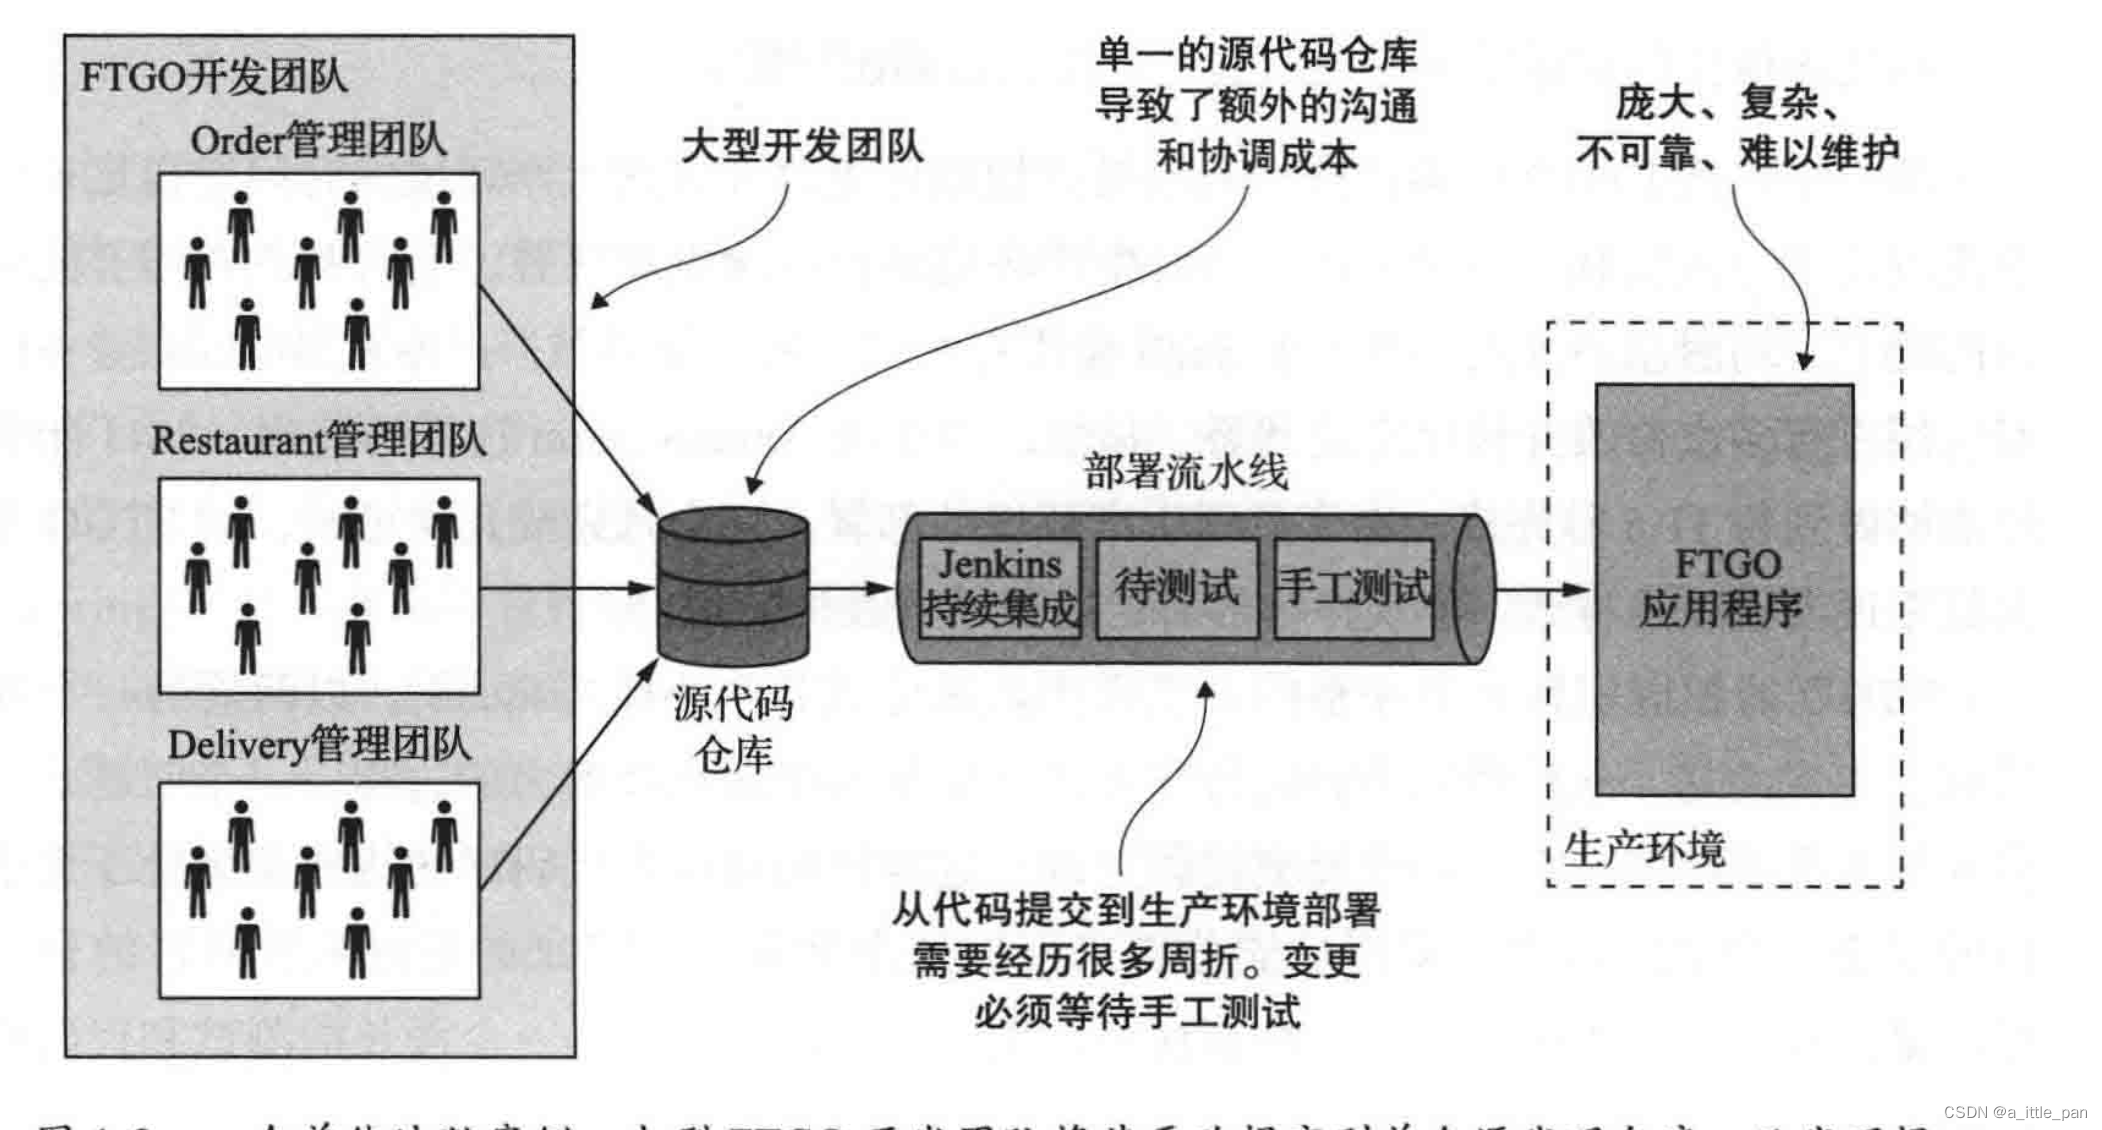 FTGO开发团队
Order管理团队
Restaurant管理团队
Delivery管理团队
大型开发团队
单一的源代码仓库
导致了额外的沟通
和协调成本
庞大、复杂、
不可靠、难以维护
源代码
仓库
部署流水线
Jenkins
持续集成
待测试
手工测试
FTGO
应用程序
生产环境
从代码提交到生产环境部署
需要经历很多周折。变更
必须等待手工测试
CSDN @a_ittle_pan